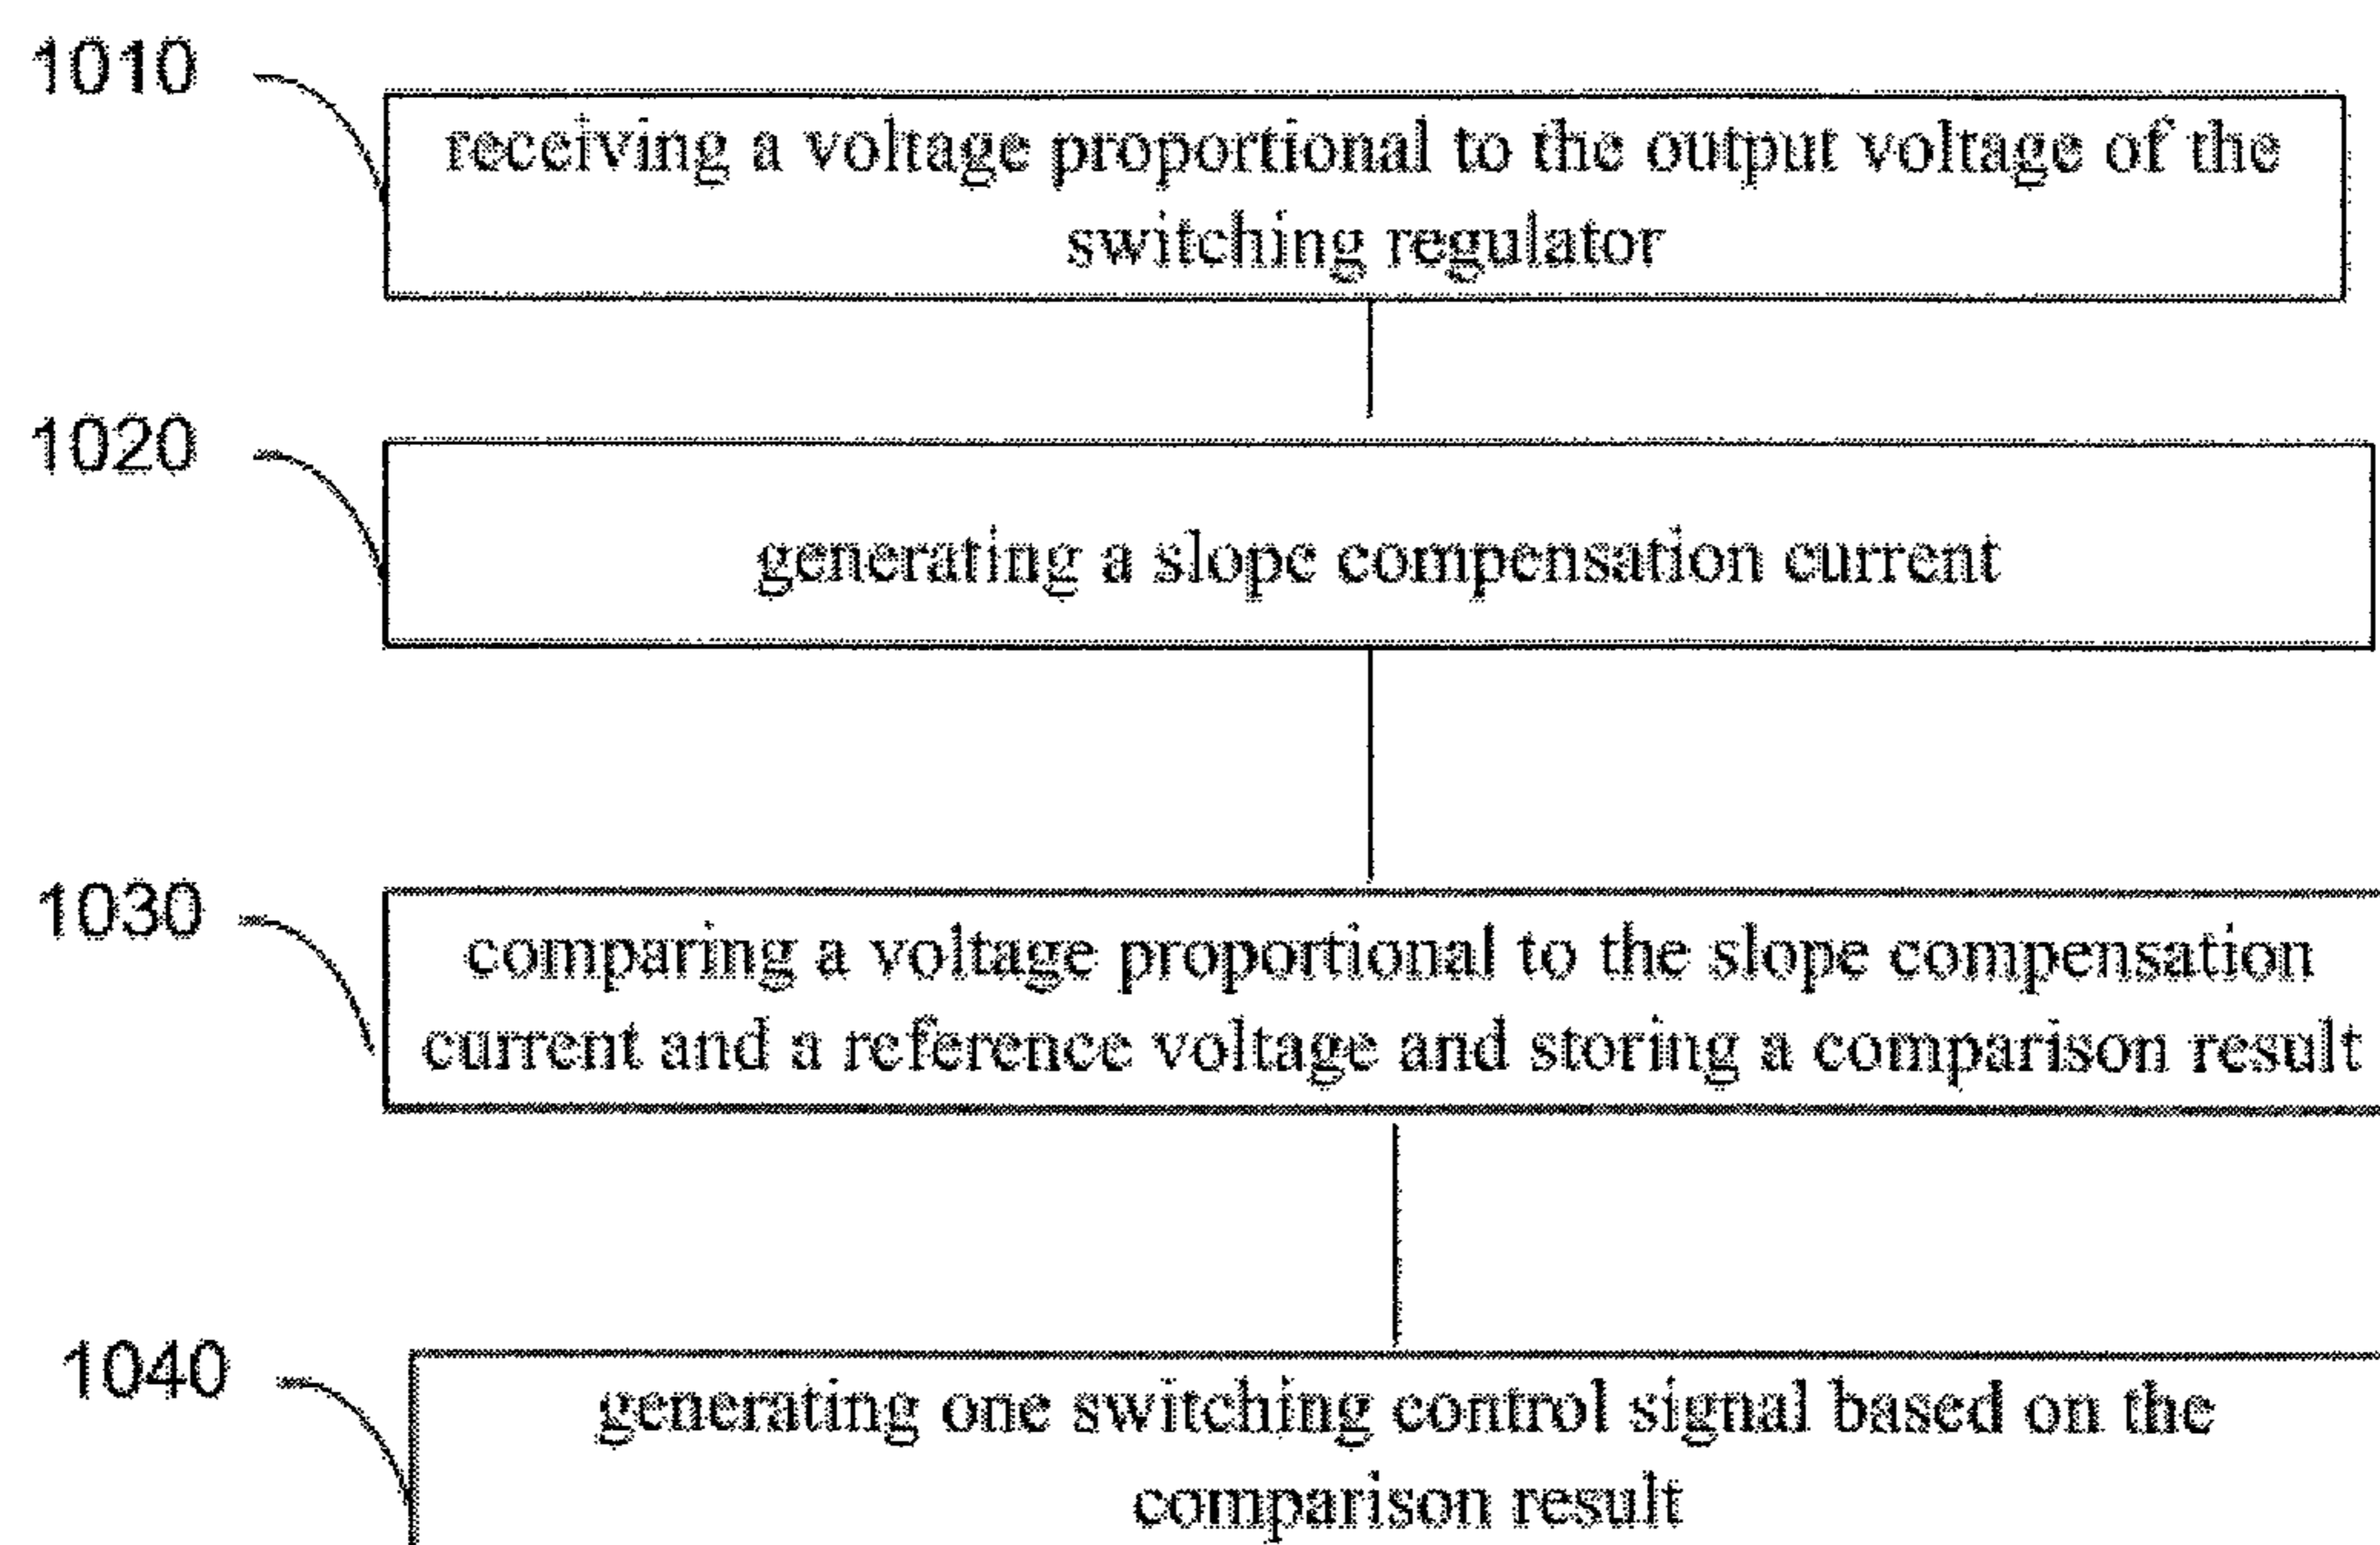 1010
receiving a voltage proportional to the output voltage of the
switching regulator
1020
generating a slope compensation current
1030
comparing a voltage proportional to the slope compensation
current and a reference voltage and storing a comparison result
1040
generating one switching control signal based on the
comparison result